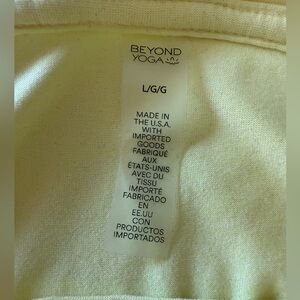 BEYOND
YOGA
L/G/G
MADE IN
THE U.S.A.
WITH
IMPORTED
GOODS
FABRIQUÉ
AUX
ÉTATS-UNIS
AVEC DU
TISSU
IMPORTÉ
FABRICADO
EN
EE.UU
CON
PRODUCTOS
IMPORTADOS